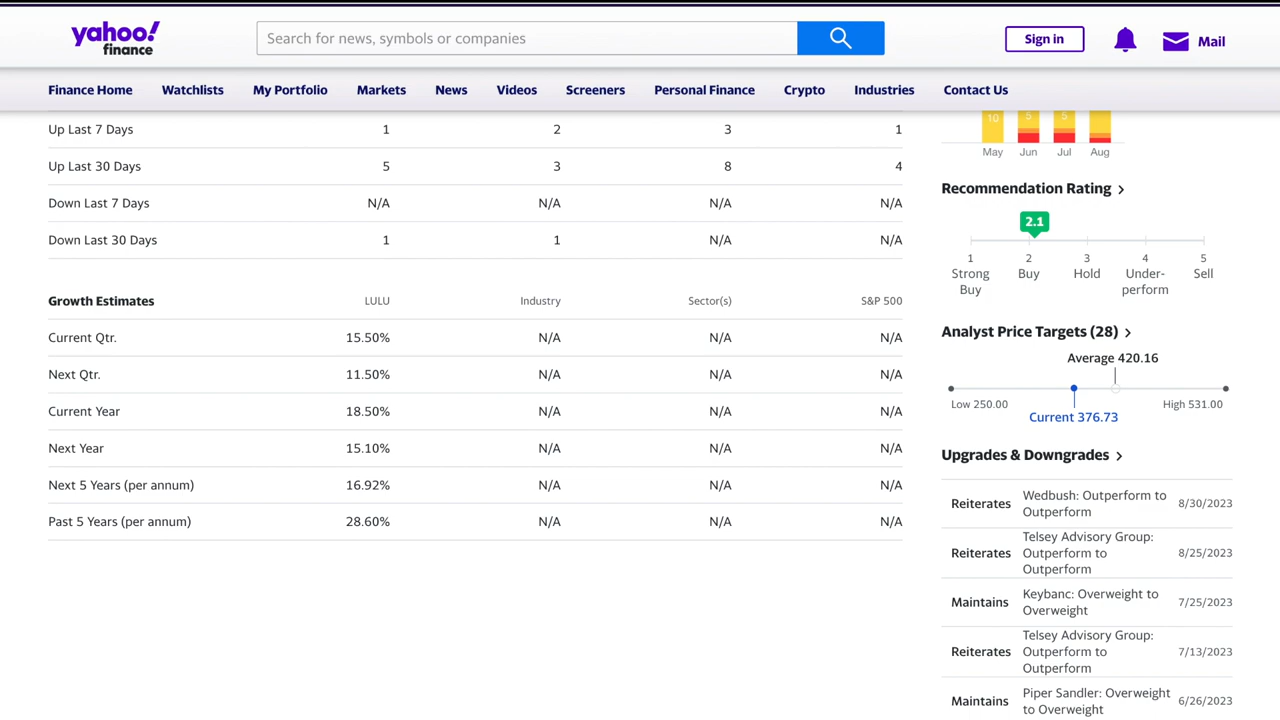 yahoo!
finance
Search for news, symbols or companies
Sign in
Mail
Finance Home Watchlists My Portfolio Markets News Videos Screeners Personal Finance Crypto Industries Contact Us
Up Last 7 Days 1 2 3 1
Up Last 30 Days 5 3 8 4
Down Last 7 Days N/A N/A N/A N/A
Down Last 30 Days 1 1 N/A N/A
Growth Estimates LULU Industry Sector(s) S&P 500
Current Qtr. 15.50% N/A N/A N/A
Next Qtr. 11.50% N/A N/A N/A
Current Year 18.50% N/A N/A N/A
Next Year 15.10% N/A N/A N/A
Next 5 Years (per annum) 16.92% N/A N/A N/A
Past 5 Years (per annum) 28.60% N/A N/A N/A
10 5 5
May Jun Jul Aug
Recommendation Rating
2.1
1 2 3 4 5
Strong Buy Hold Under- Sell
Buy perform
Analyst Price Targets (28)
Average 420.16
Low 250.00 High 531.00
Current 376.73
Upgrades & Downgrades
Reiterates Wedbush: Outperform to 8/30/2023
Outperform
Telsey Advisory Group:
Reiterates Outperform to 8/25/2023
Outperform
Maintains Keybanc: Overweight to 7/25/2023
Overweight
Telsey Advisory Group:
Reiterates Outperform to 7/13/2023
Outperform
Maintains Piper Sandler: Overweight 6/26/2023
to Overweight